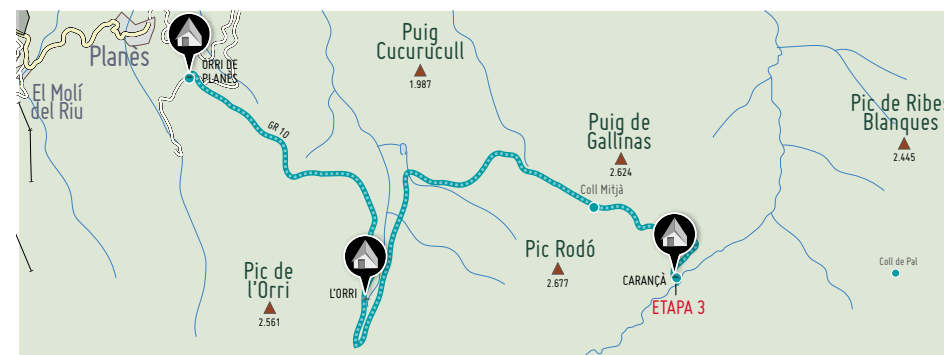 Puig
Cucurucull
1.987
Planès
ORRI DE
PLANÈS
El Molí
del Riu
GR 10
Puig de
Gallinas
2.624
Pic de Ribes
Blanques
2.445
Coll Mitjà
Pic Rodó
2.677
Pic de
l'Orri
2.561
L'ORRI
CARANÇÀ
ETAPA 3
Coll de Pal